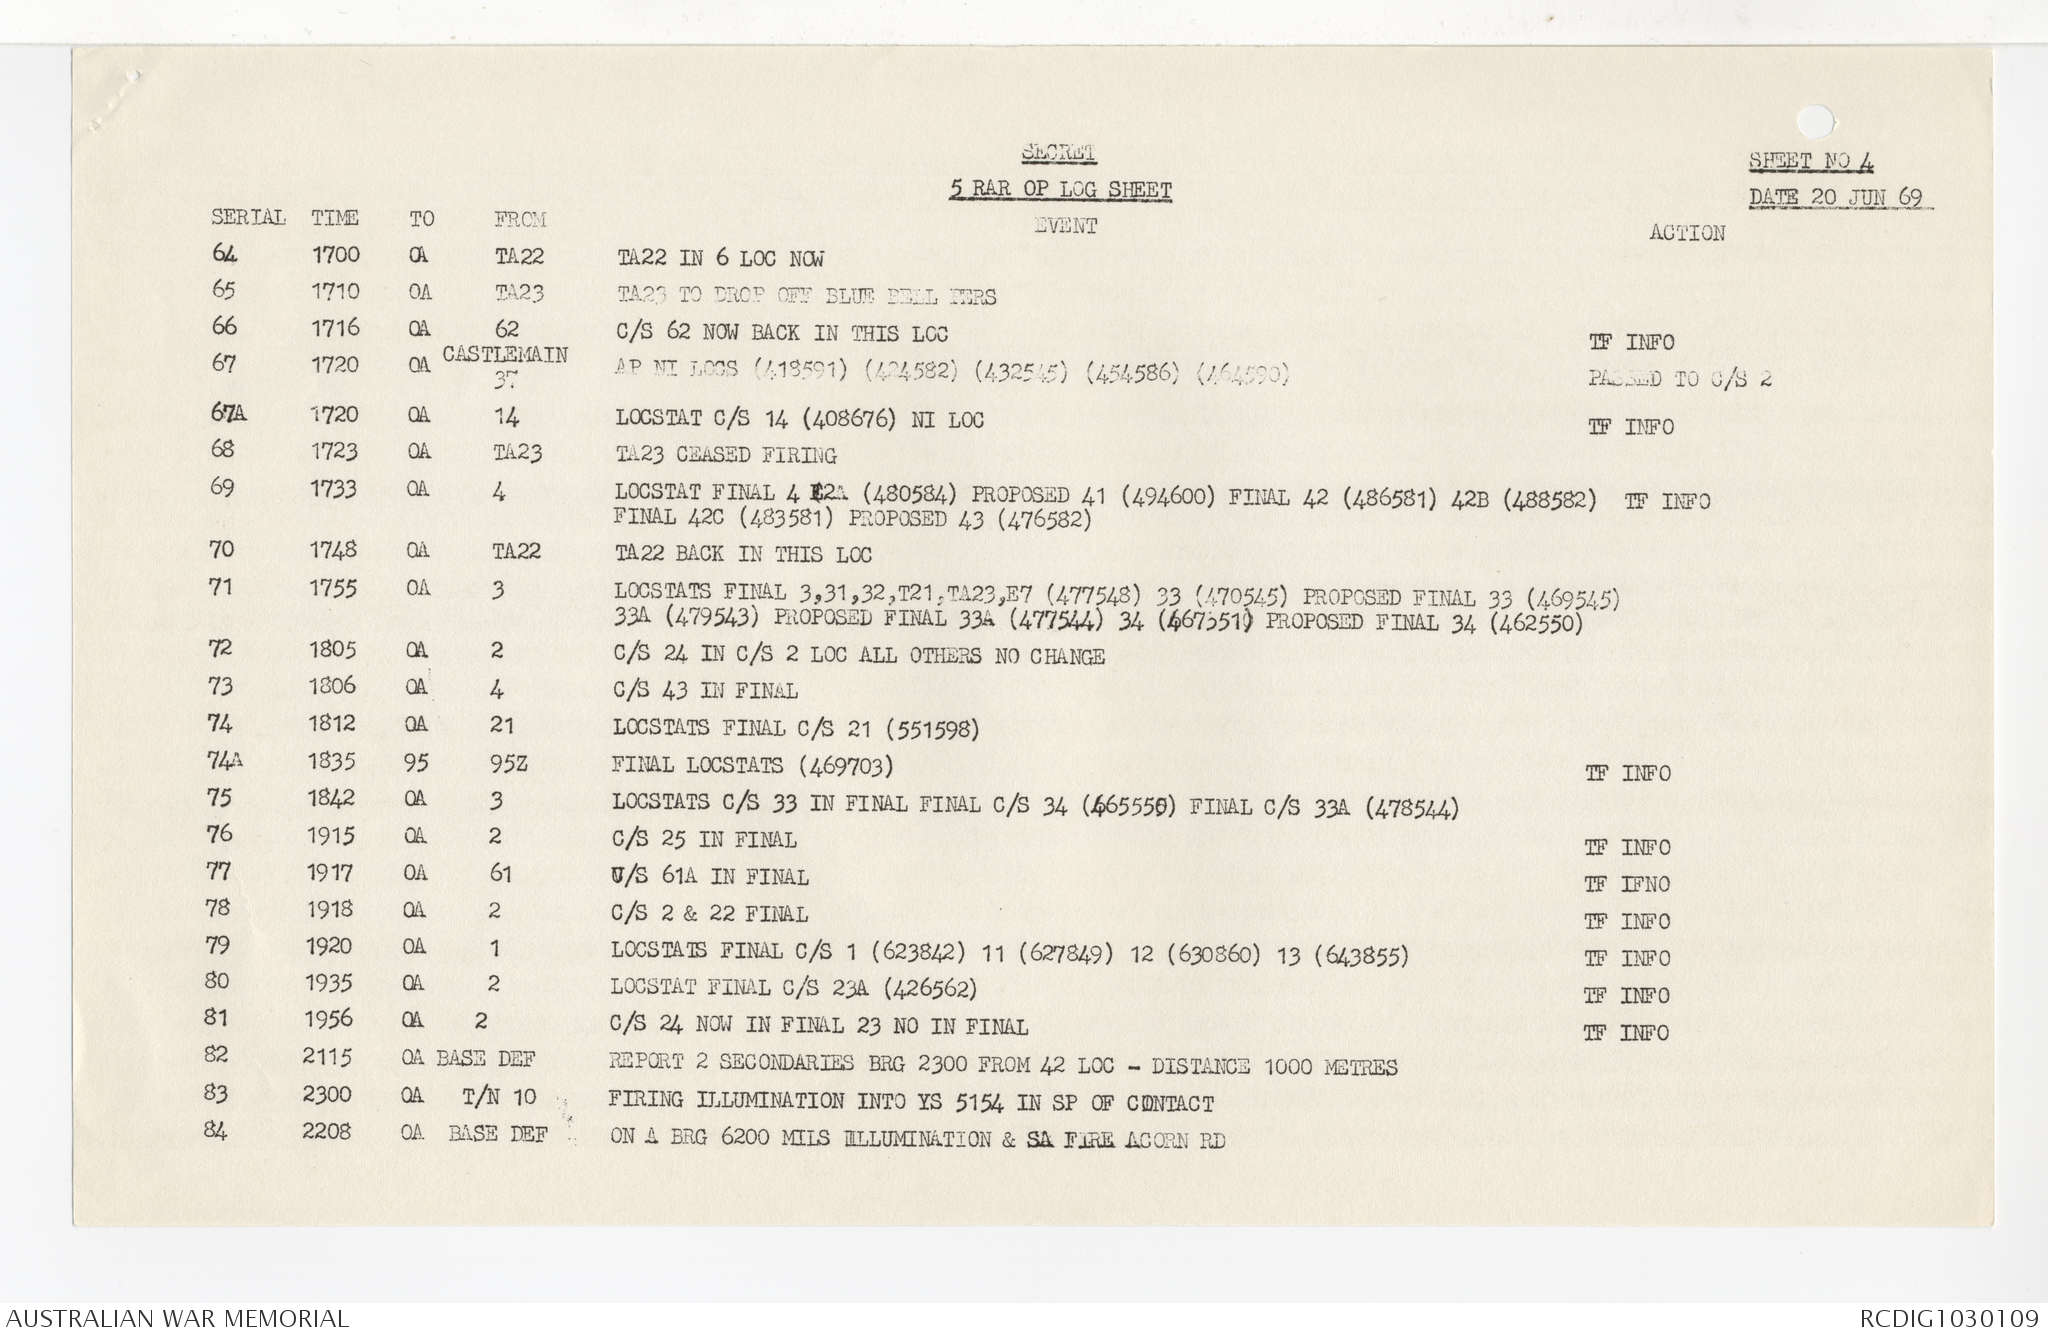 SECRET
SHEET NO 4
5 RAR OP LOG SHEET
DATE 20 JUN 69
SERIAL TIME TO FROM EVENT ACTION
64 1700 OA TA22 TA22 IN 6 LOC NOW
65 1710 OA TA23 TA23 TO DROP OFF BLUE BELL PERS
66 1716 OA 62 C/S 62 NOW BACK IN THIS LOC TF INFO
67 1720 OA CASTLEMAIN AP NI LOCS (418591) (424582) (432545) (454586) (464590) PASSED TO C/S 2
37
67A 1720 OA 14 LOCSTAT C/S 14 (408676) NI LOC TF INFO
68 1723 OA TA23 TA23 CEASED FIRING
69 1733 OA 4 LOCSTAT FINAL 4 E2A (480584) PROPOSED 41 (494600) FINAL 42 (486581) 42B (488582) TF INFO
FINAL 42C (483581) PROPOSED 43 (476582)
70 1748 OA TA22 TA22 BACK IN THIS LOC
71 1755 OA 3 LOCSTATS FINAL 3,31,32,T21,TA23,E7 (477548) 33 (470545) PROPOSED FINAL 33 (469545)
33A (479543) PROPOSED FINAL 33A (477544) 34 (467551) PROPOSED FINAL 34 (462550)
72 1805 OA 2 C/S 24 IN C/S 2 LOC ALL OTHERS NO CHANGE
73 1806 OA 4 C/S 43 IN FINAL
74 1812 OA 21 LOCSTATS FINAL C/S 21 (551598)
74A 1835 95 95Z FINAL LOCSTATS (469703) TF INFO
75 1842 OA 3 LOCSTATS C/S 33 IN FINAL FINAL C/S 34 (465550) FINAL C/S 33A (478544)
76 1915 OA 2 C/S 25 IN FINAL TF INFO
77 1917 OA 61 U/S 61A IN FINAL TF IFNO
78 1918 OA 2 C/S 2 & 22 FINAL TF INFO
79 1920 OA 1 LOCSTATS FINAL C/S 1 (623842) 11 (627849) 12 (630860) 13 (643855) TF INFO
80 1935 OA 2 LOCSTAT FINAL C/S 23A (426562) TF INFO
81 1956 OA 2 C/S 24 NOW IN FINAL 23 NO IN FINAL TF INFO
82 2115 OA BASE DEF REPORT 2 SECONDARIES BRG 2300 FROM 42 LOC - DISTANCE 1000 METRES
83 2300 OA T/N 10 FIRING ILLUMINATION INTO YS 5154 IN SP OF CONTACT
84 2208 OA BASE DEF ON A BRG 6200 MILS ILLUMINATION & SA FIRE ACORN RD
AUSTRALIAN WAR MEMORIAL
RCDIG1030109